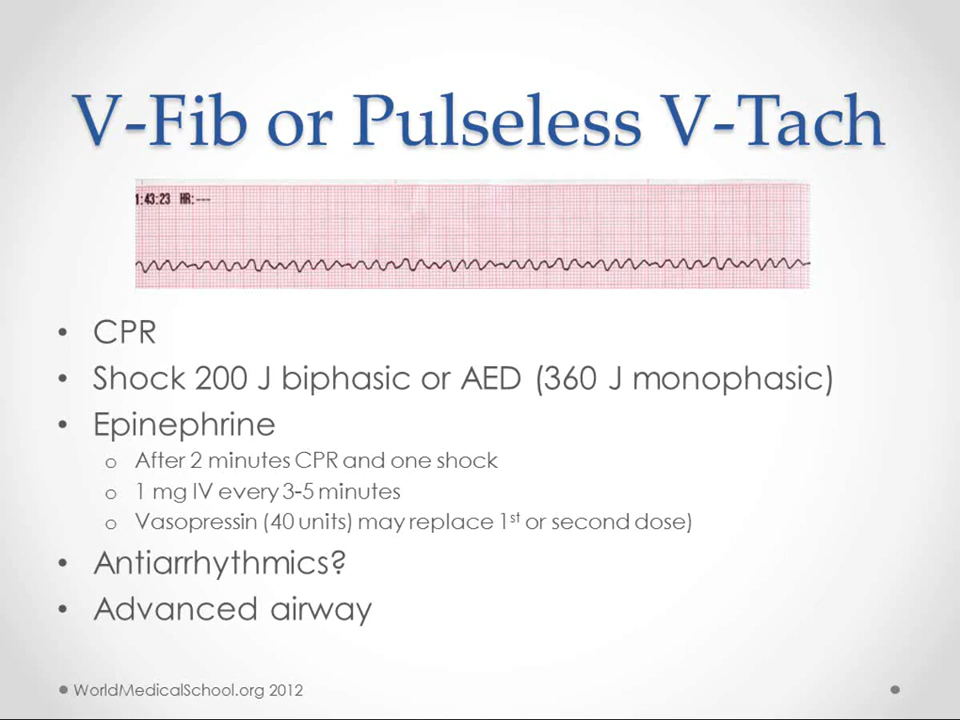 V-Fib or Pulseless V-Tach
1:43:23 HR:---
• CPR
• Shock 200 J biphasic or AED (360 J monophasic)
• Epinephrine
o After 2 minutes CPR and one shock
o 1 mg IV every 3-5 minutes
o Vasopressin (40 units) may replace 1st or second dose)
• Antiarrhythmics?
• Advanced airway
WorldMedicalSchool.org 2012